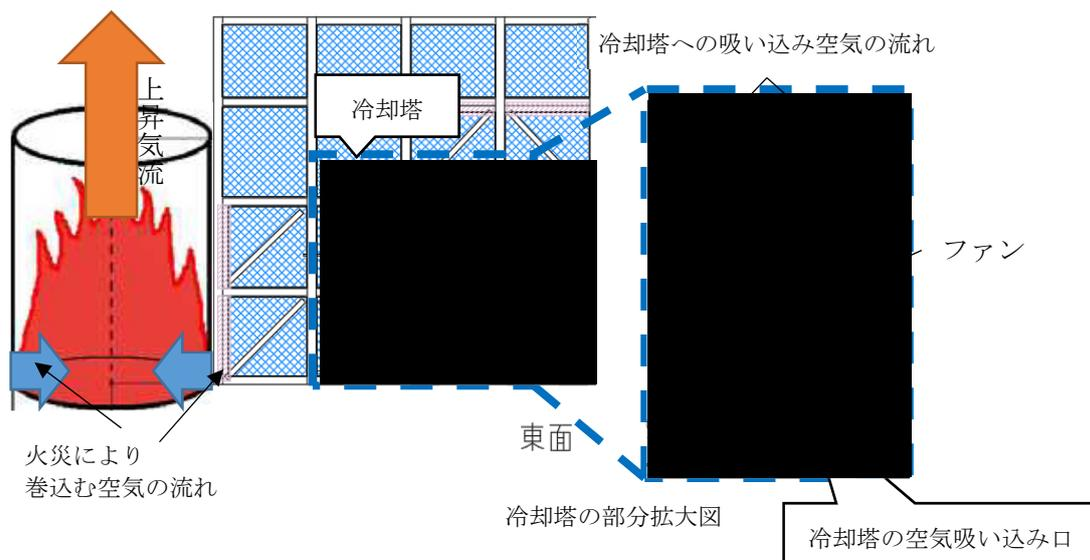 冷却塔への吸い込み空気の流れ
上昇気流
冷却塔
ファン
東面
火災により
巻込む空気の流れ
冷却塔の部分拡大図
冷却塔の空気吸い込み口